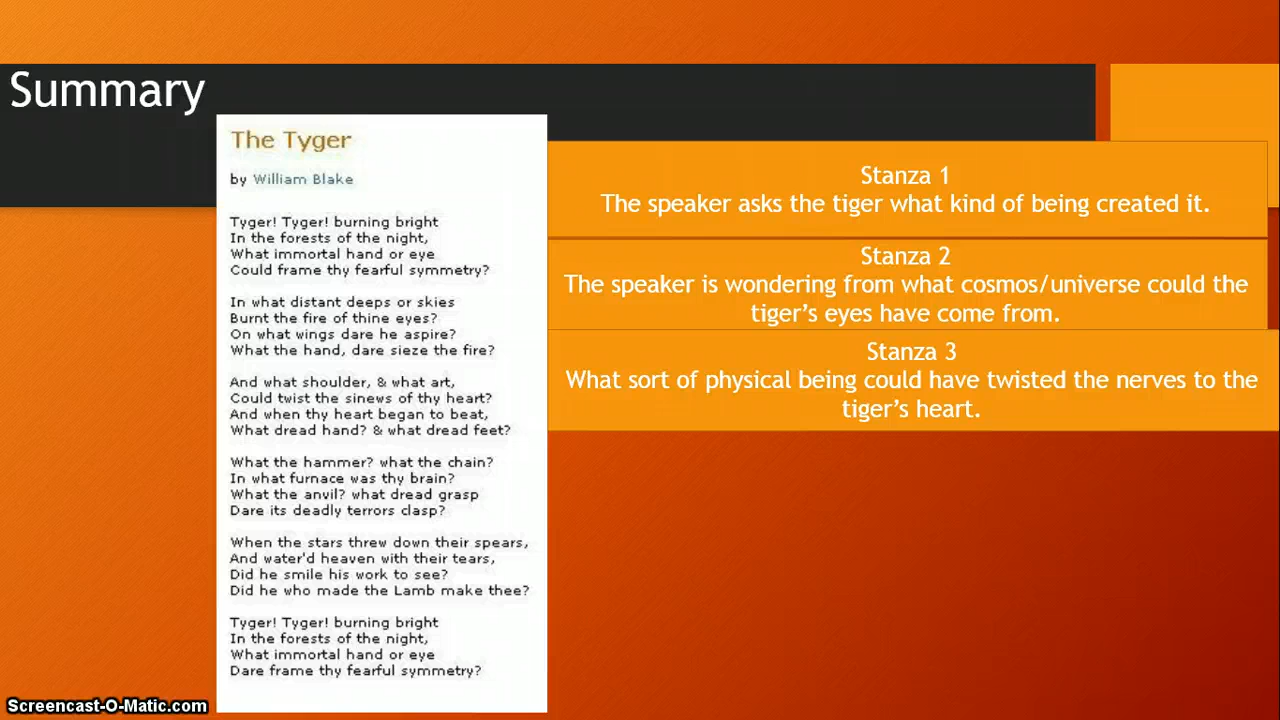 Summary
The Tyger
by William Blake
Tyger! Tyger! burning bright
In the forests of the night,
What immortal hand or eye
Could frame thy fearful symmetry?
In what distant deeps or skies
Burnt the fire of thine eyes?
On what wings dare he aspire?
What the hand, dare sieze the fire?
And what shoulder, & what art,
Could twist the sinews of thy heart?
And when thy heart began to beat,
What dread hand? & what dread feet?
What the hammer? what the chain?
In what furnace was thy brain?
What the anvil? what dread grasp
Dare its deadly terrors clasp?
When the stars threw down their spears,
And water'd heaven with their tears,
Did he smile his work to see?
Did he who made the Lamb make thee?
Tyger! Tyger! burning bright
In the forests of the night,
What immortal hand or eye
Dare frame thy fearful symmetry?
Stanza 1
The speaker asks the tiger what kind of being created it.
Stanza 2
The speaker is wondering from what cosmos/universe could the
tiger’s eyes have come from.
Stanza 3
What sort of physical being could have twisted the nerves to the
tiger’s heart.
Screencast-O-Matic.com